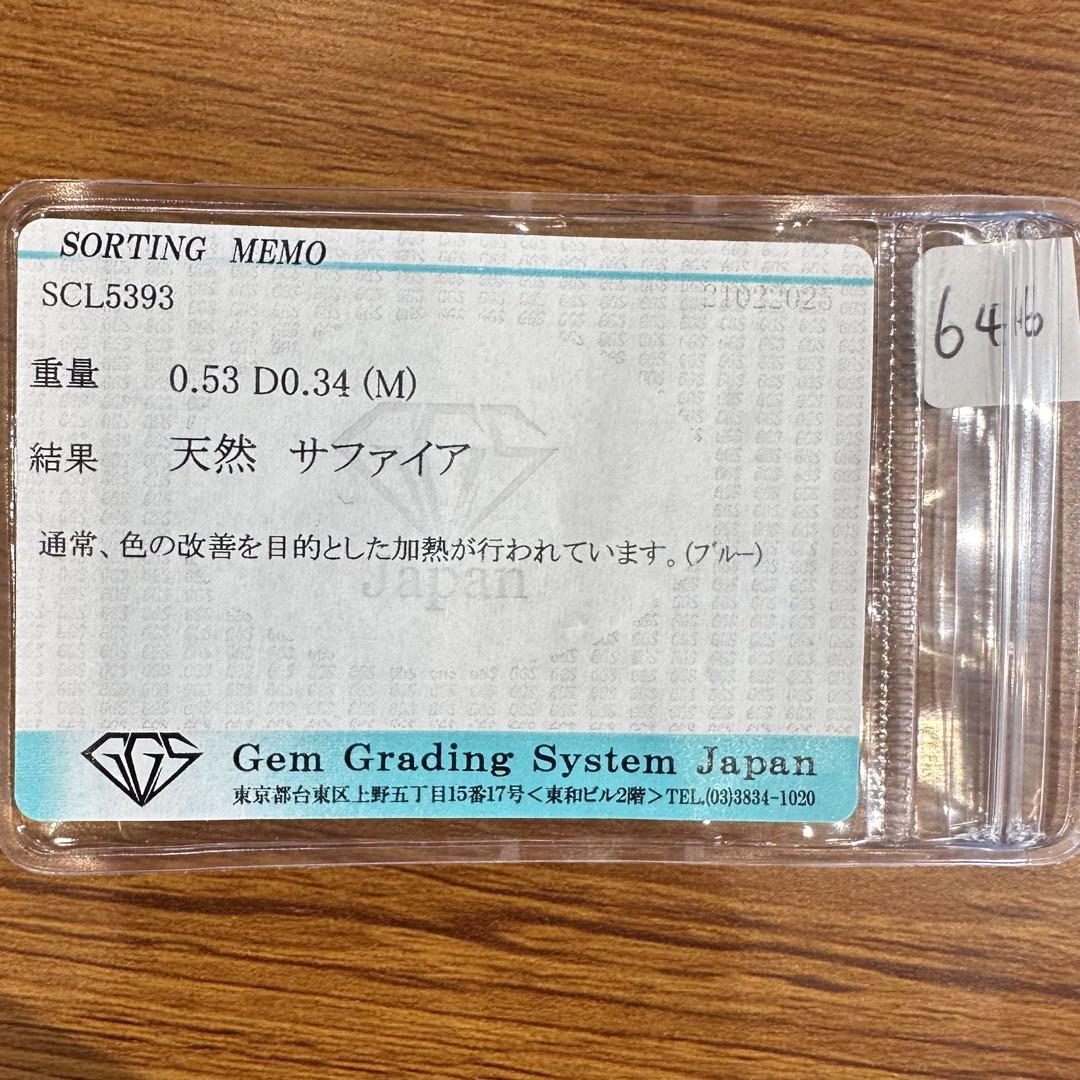 SORTING MEMO
SCL5393
21022023
重量 0.53 D0.34 (M)
結果 天然 サファイア
通常、色の改善を目的とした加熱が行われています。(ブルー)
Japan
GGS Gem Grading System Japan
東京都台東区上野五丁目15番17号<東和ビル2階>TEL.(03)3834-1020